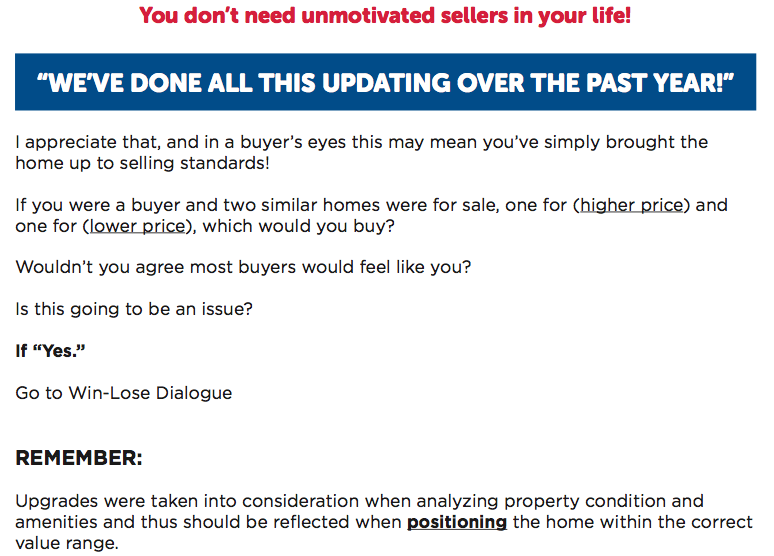 You don’t need unmotivated sellers in your life!
“WE’VE DONE ALL THIS UPDATING OVER THE PAST YEAR!”
I appreciate that, and in a buyer’s eyes this may mean you’ve simply brought the
home up to selling standards!
If you were a buyer and two similar homes were for sale, one for (higher price) and
one for (lower price), which would you buy?
Wouldn’t you agree most buyers would feel like you?
Is this going to be an issue?
If “Yes.”
Go to Win-Lose Dialogue
REMEMBER:
Upgrades were taken into consideration when analyzing property condition and
amenities and thus should be reflected when positioning the home within the correct
value range.